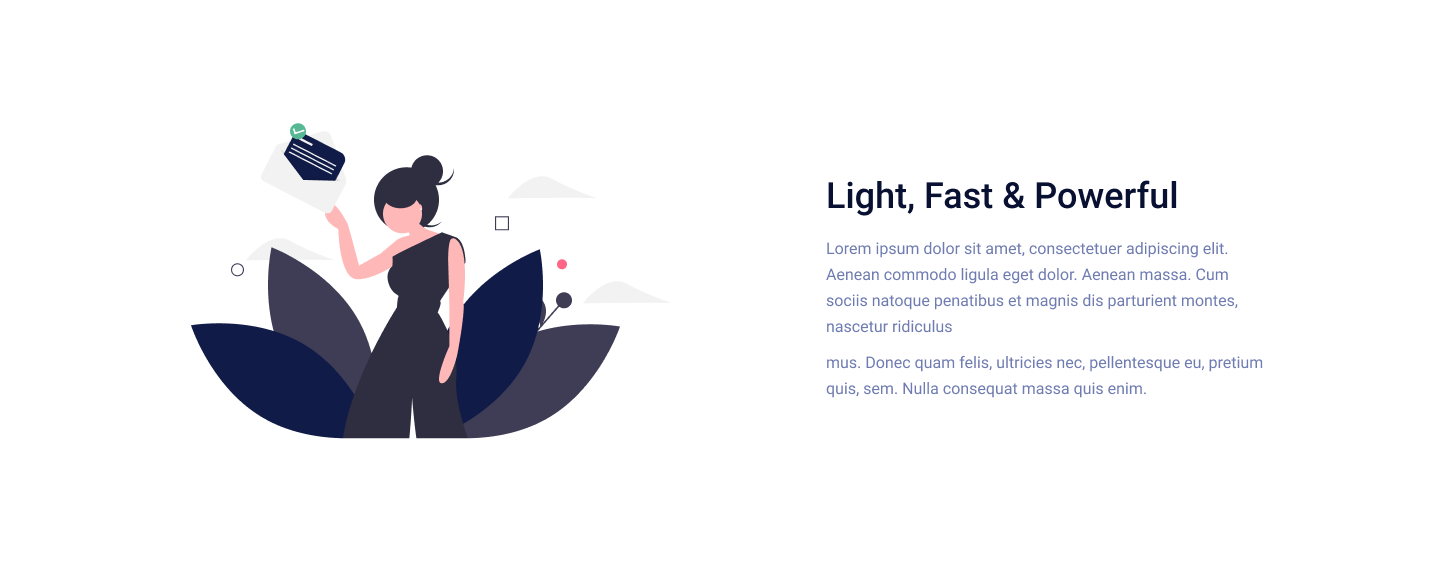 Light, Fast & Powerful
Lorem ipsum dolor sit amet, consectetuer adipiscing elit.
Aenean commodo ligula eget dolor. Aenean massa. Cum
sociis natoque penatibus et magnis dis parturient montes,
nascetur ridiculus
mus. Donec quam felis, ultricies nec, pellentesque eu, pretium
quis, sem. Nulla consequat massa quis enim.